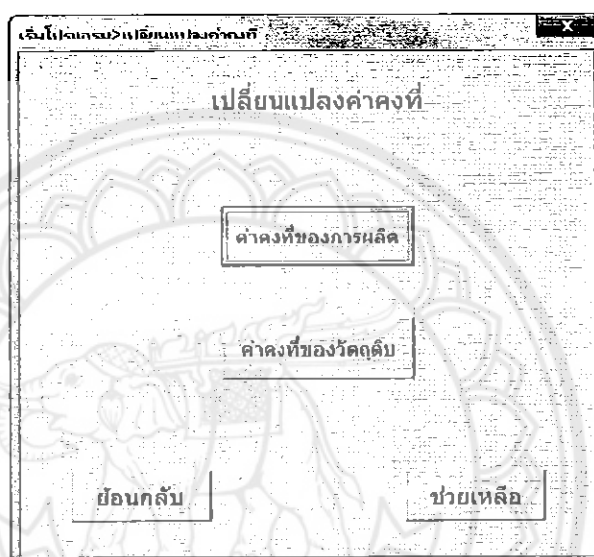 เริ่มโปรแกรม>เปลี่ยนแปลงค่าคงที่
เปลี่ยนแปลงค่าคงที่
ค่าคงที่ของการผลิต
ค่าคงที่ของวัตถุดิบ
ย้อนกลับ
ช่วยเหลือ